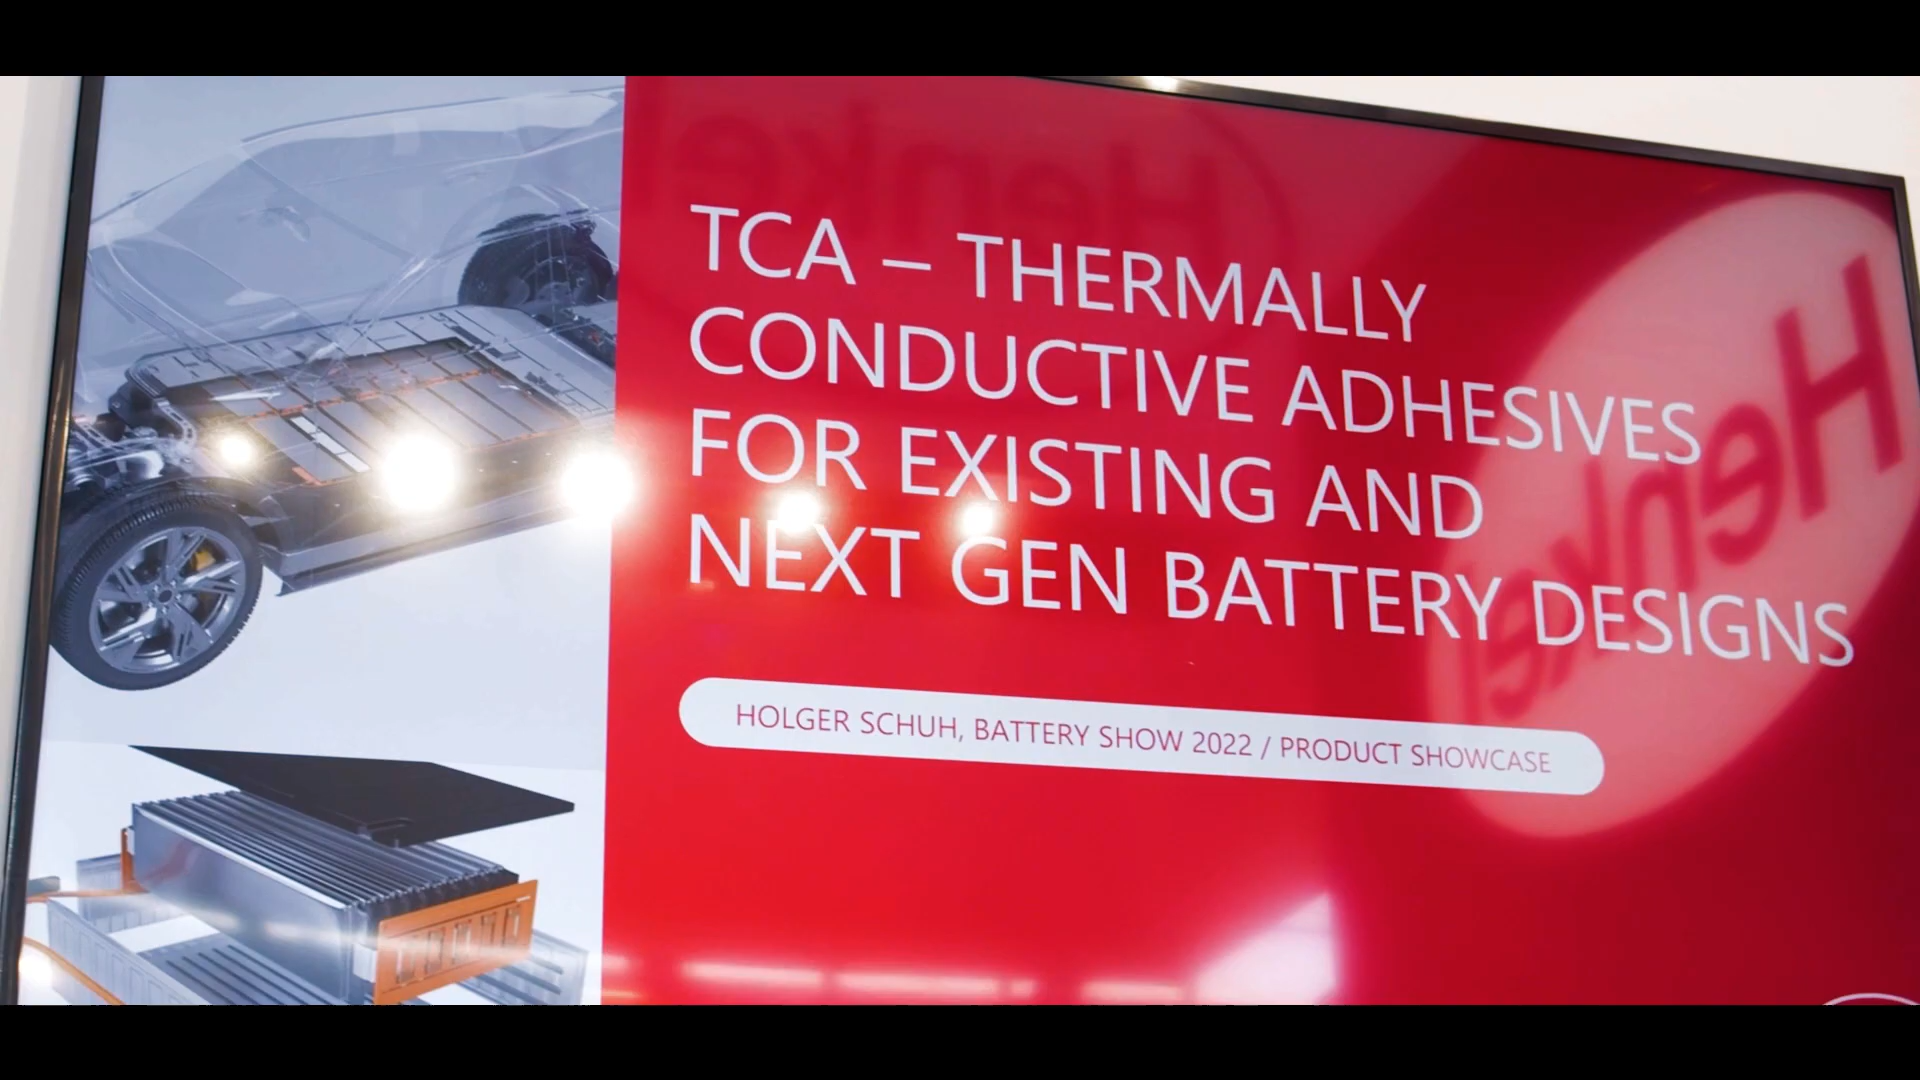 Henkel
TCA – THERMALLY
CONDUCTIVE ADHESIVES
FOR EXISTING AND
NEXT GEN BATTERY DESIGNS
Henkel
HOLGER SCHUH, BATTERY SHOW 2022 / PRODUCT SHOWCASE